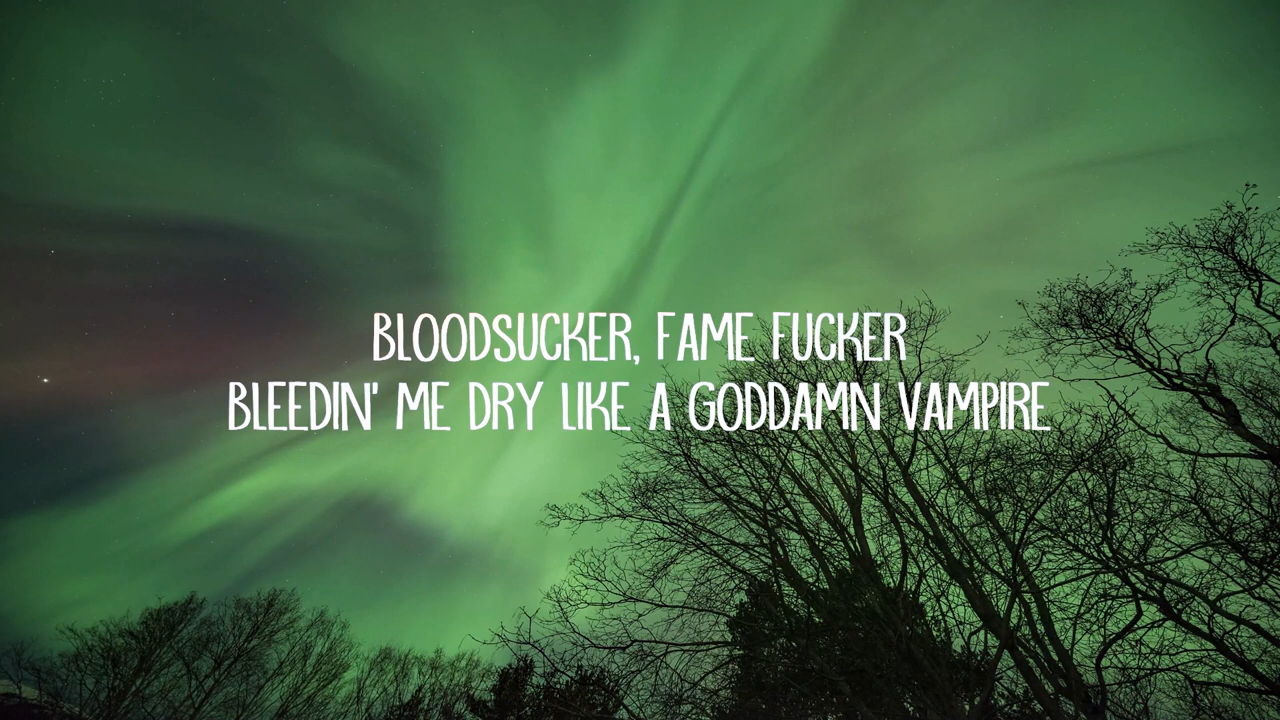 BLOODSUCKER, FAME FUCKER
BLEEDIN' ME DRY LIKE A GODDAMN VAMPIRE